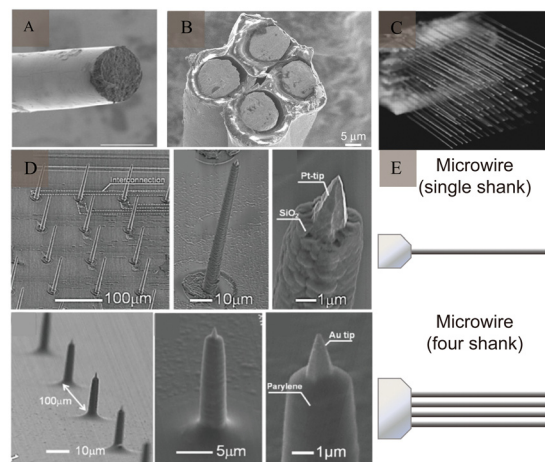 A
B
5 µm
C
D
Interconnection
100µm
10µm
Pt-tip
SiO2
1µm
E
Microwire
(single shank)
Microwire
(four shank)
100µm
10µm
5µm
Au tip
Parylene
1µm